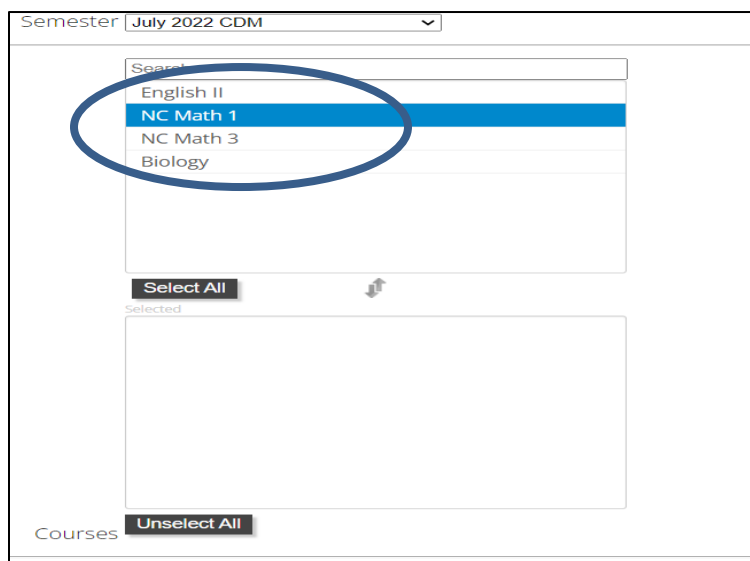 Semester July 2022 CDM
Search
English II
NC Math 1
NC Math 3
Biology
Select All
Selected
Unselect All
Courses